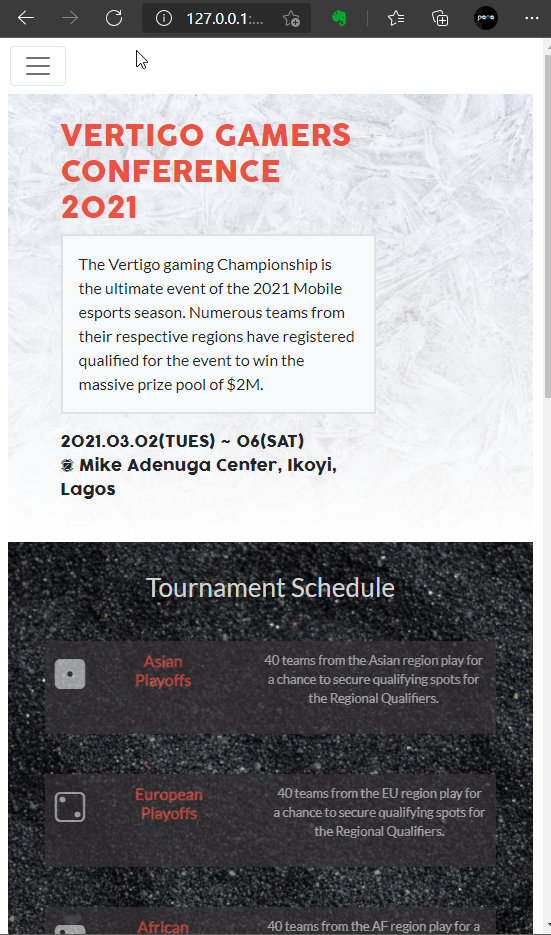 127.0.0.1:...
pana
VERTIGO GAMERS
CONFERENCE
2021
The Vertigo gaming Championship is
the ultimate event of the 2021 Mobile
esports season. Numerous teams from
their respective regions have registered
qualified for the event to win the
massive prize pool of $2M.
2021.03.02(TUES) ~ 06(SAT)
@ Mike Adenuga Center, Ikoyi,
Lagos
Tournament Schedule
Asian
Playoffs
40 teams from the Asian region play for
a chance to secure qualifying spots for
the Regional Qualifiers.
European
Playoffs
40 teams from the EU region play for
a chance to secure qualifying spots for
the Regional Qualifiers.
African
40 teams from the AF region play for a